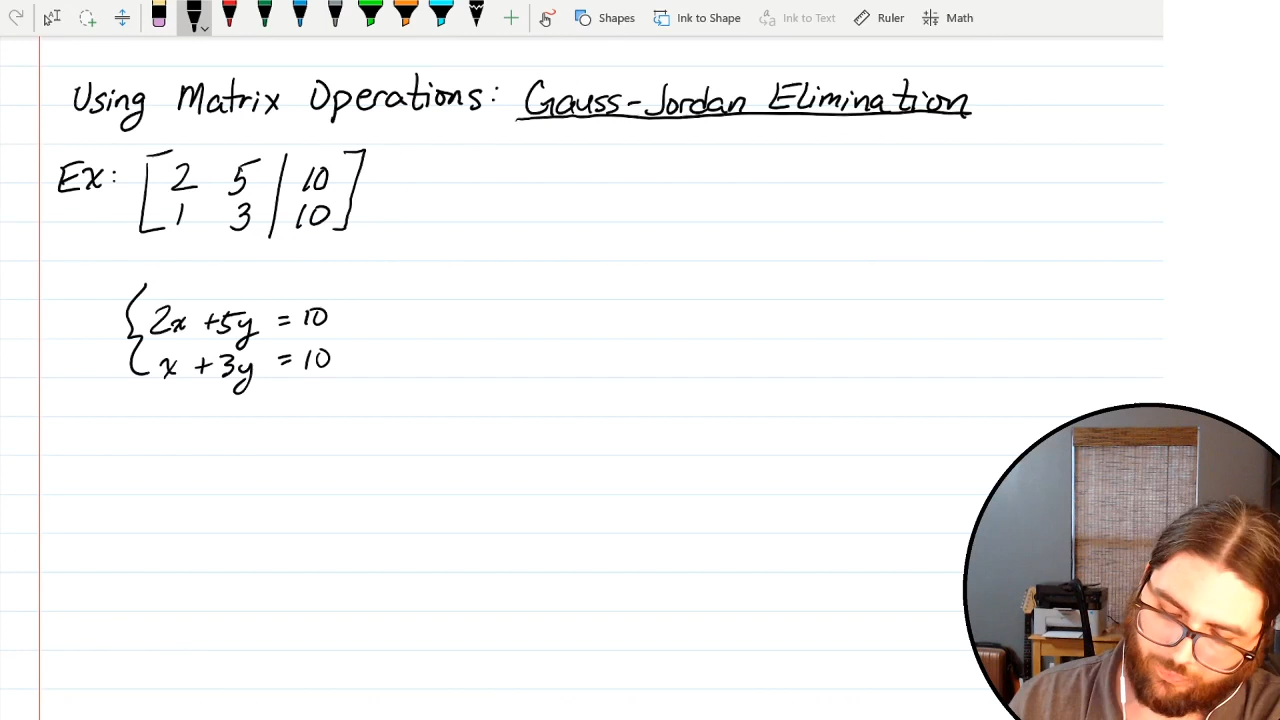 Shapes Ink to Shape Ink to Text Ruler Math
Using Matrix Operations: Gauss-Jordan Elimination
Ex: [ 2 5 | 10 ]
1 3 | 10
{ 2x + 5y = 10
x + 3y = 10